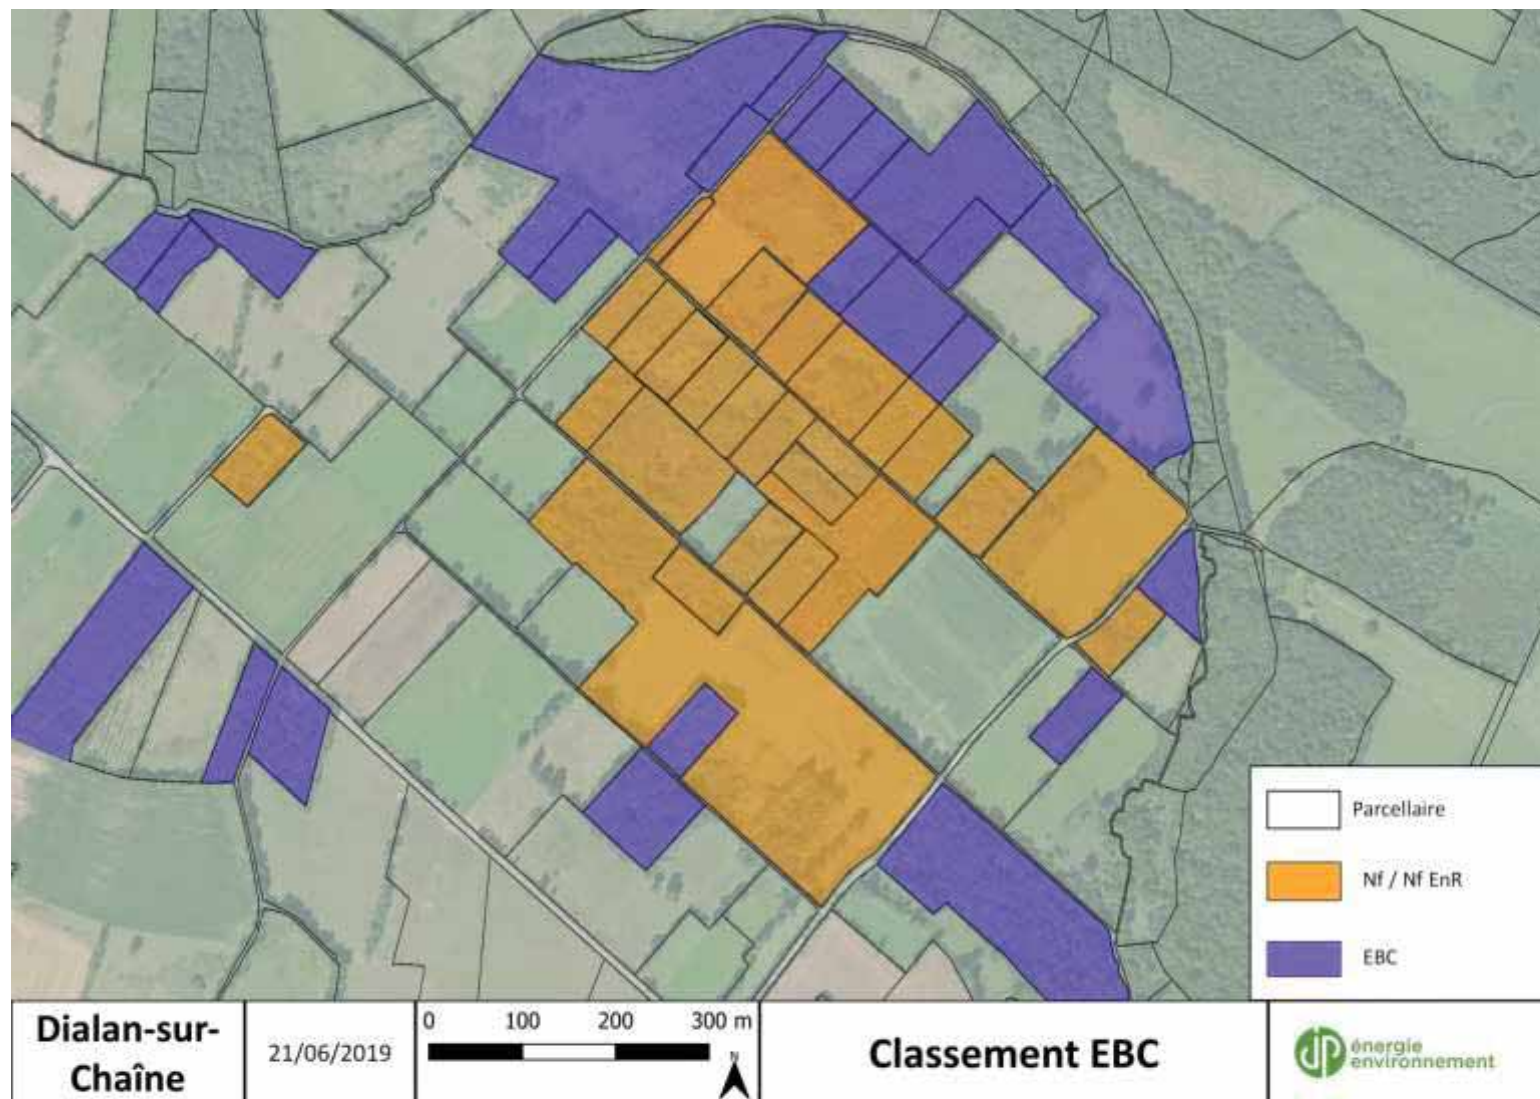 Parcellaire
Nf / Nf EnR
EBC
Dialan-sur-
Chaîne
21/06/2019
0 100 200 300 m
N
Classement EBC
JP énergie
environnement